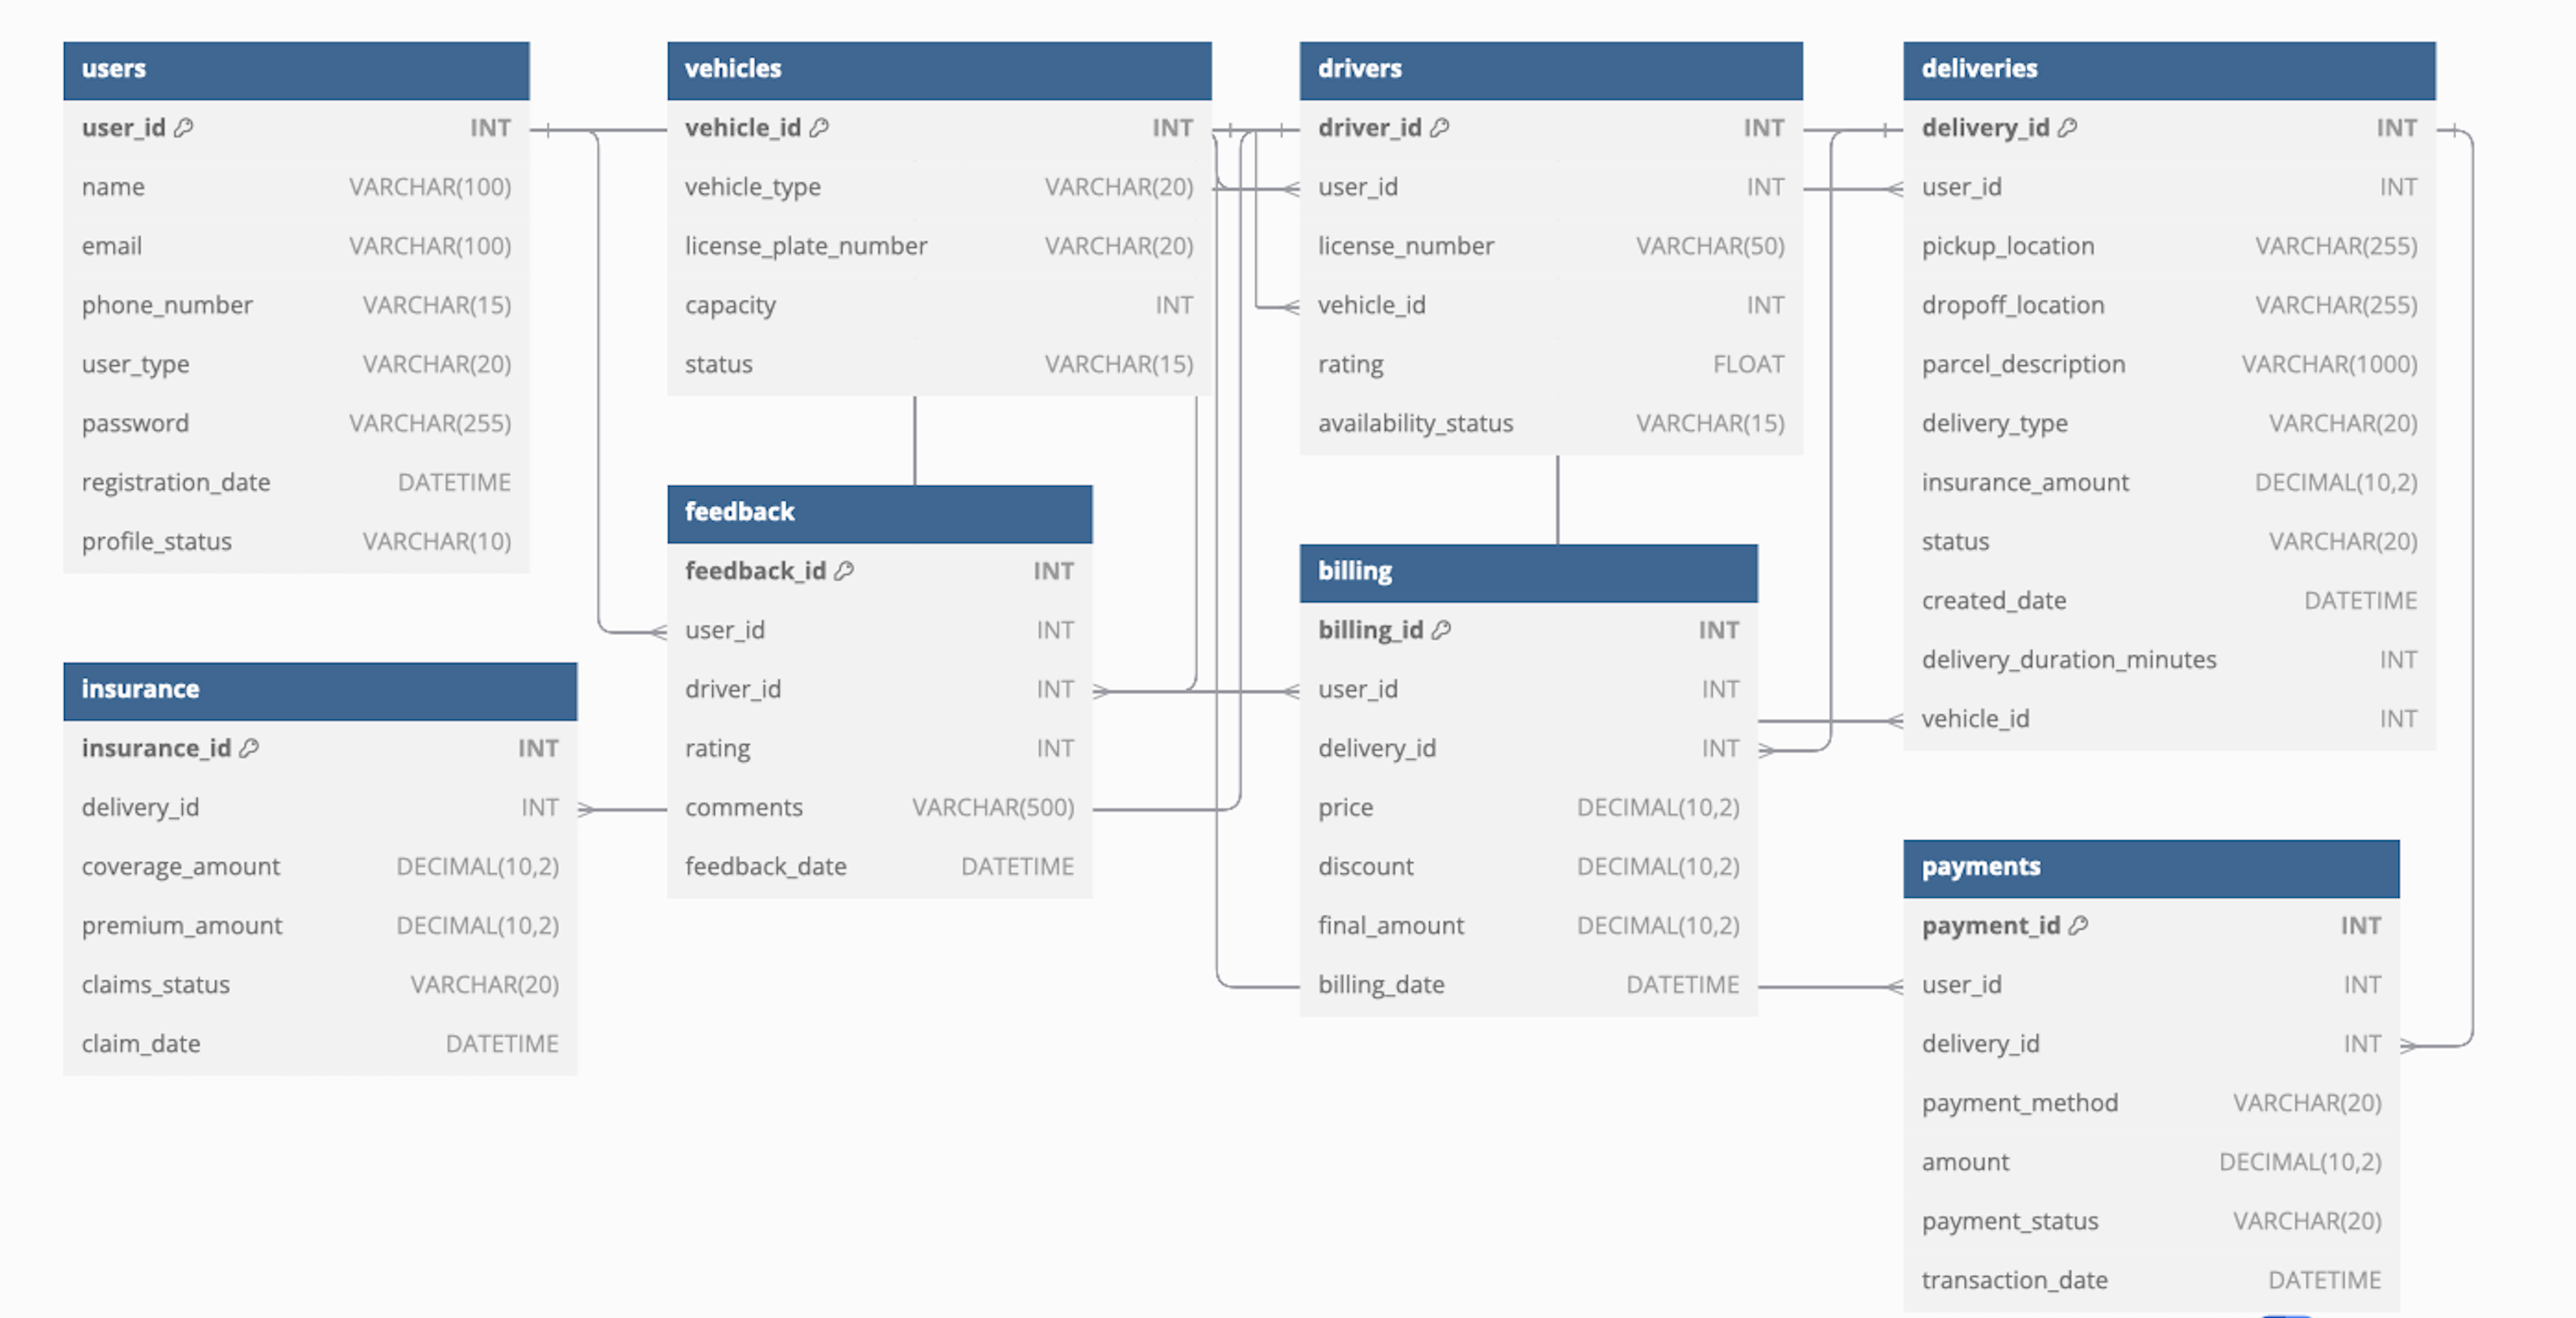 users
user_id INT
name VARCHAR(100)
email VARCHAR(100)
phone_number VARCHAR(15)
user_type VARCHAR(20)
password VARCHAR(255)
registration_date DATETIME
profile_status VARCHAR(10)
insurance
insurance_id INT
delivery_id INT
coverage_amount DECIMAL(10,2)
premium_amount DECIMAL(10,2)
claims_status VARCHAR(20)
claim_date DATETIME
vehicles
vehicle_id INT
vehicle_type VARCHAR(20)
license_plate_number VARCHAR(20)
capacity INT
status VARCHAR(15)
feedback
feedback_id INT
user_id INT
driver_id INT
rating INT
comments VARCHAR(500)
feedback_date DATETIME
drivers
driver_id INT
user_id INT
license_number VARCHAR(50)
vehicle_id INT
rating FLOAT
availability_status VARCHAR(15)
billing
billing_id INT
user_id INT
delivery_id INT
price DECIMAL(10,2)
discount DECIMAL(10,2)
final_amount DECIMAL(10,2)
billing_date DATETIME
deliveries
delivery_id INT
user_id INT
pickup_location VARCHAR(255)
dropoff_location VARCHAR(255)
parcel_description VARCHAR(1000)
delivery_type VARCHAR(20)
insurance_amount DECIMAL(10,2)
status VARCHAR(20)
created_date DATETIME
delivery_duration_minutes INT
vehicle_id INT
payments
payment_id INT
user_id INT
delivery_id INT
payment_method VARCHAR(20)
amount DECIMAL(10,2)
payment_status VARCHAR(20)
transaction_date DATETIME